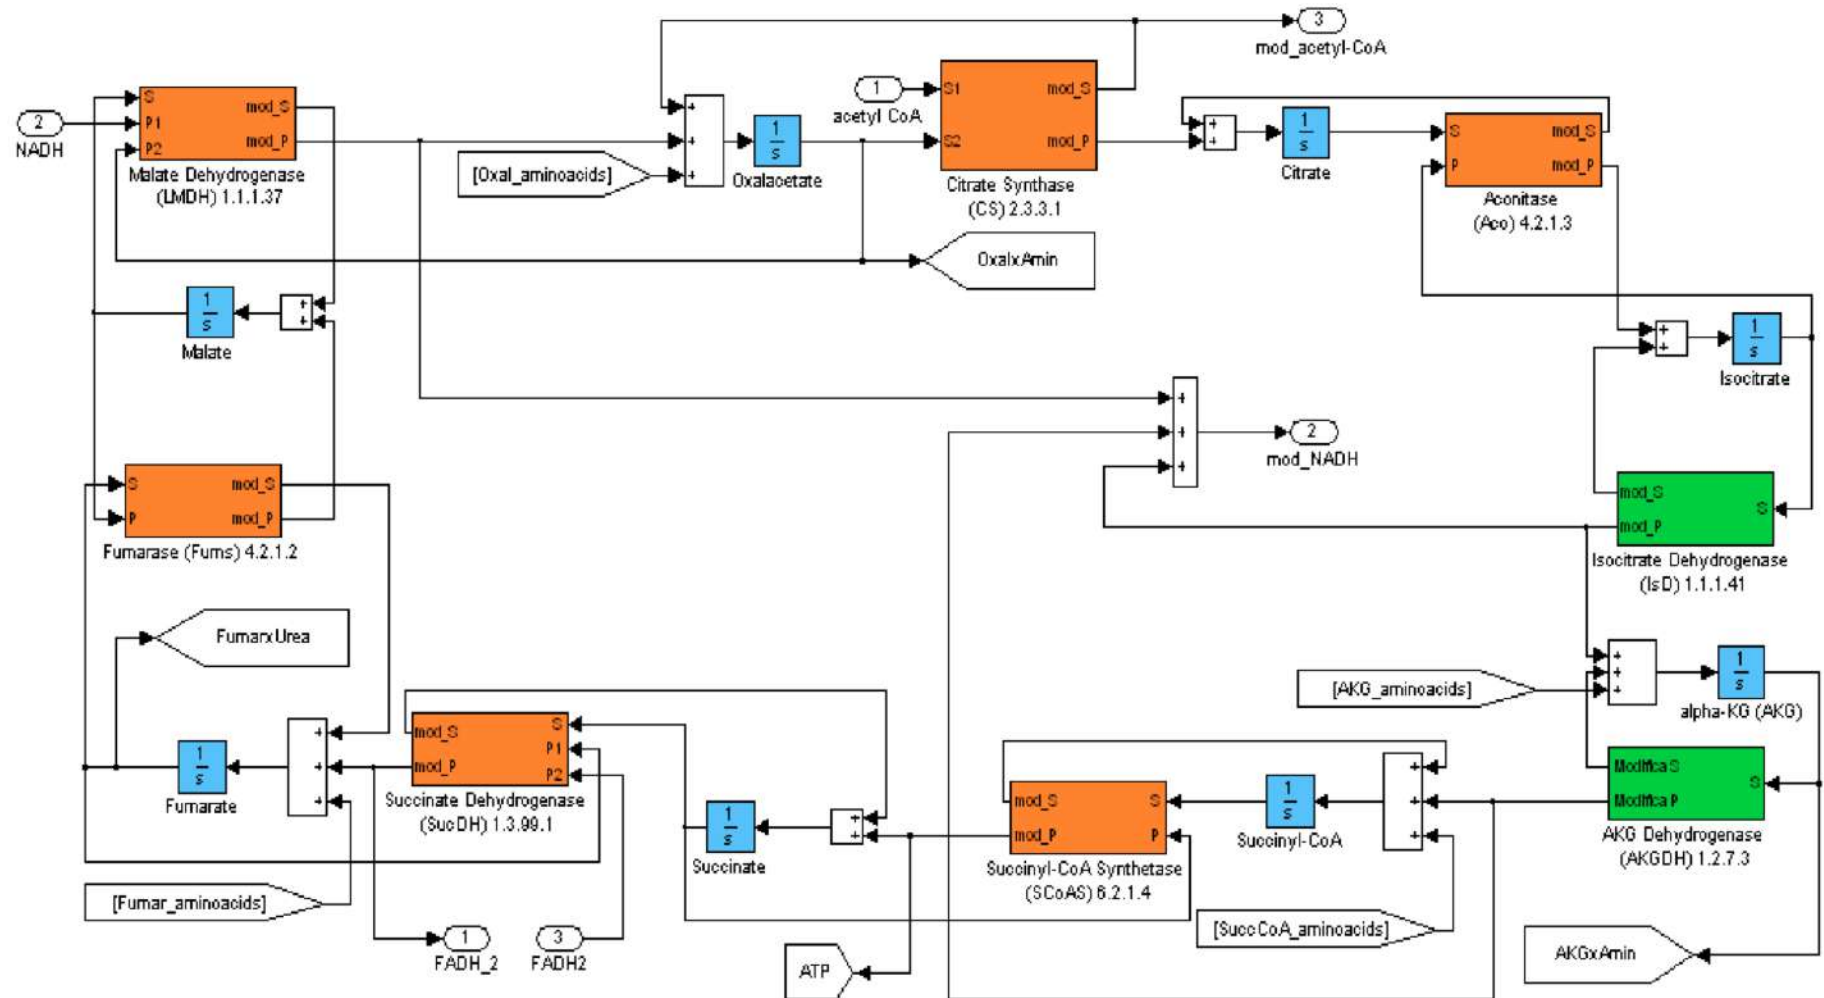 3
mod_acetyl-CoA
1
acetyl CoA
S1
mod_S
S2
mod_P
Citrate Synthase
(CS) 2.3.3.1
2
NADH
S
mod_S
P1
mod_P
P2
Malate Dehydrogenase
(LMDH) 1.1.1.37
[Oxal_aminoacids]
+
+
+
1
s
Oxalacetate
+
+
1
s
Citrate
S
mod_S
P
mod_P
Aconitase
(Aco) 4.2.1.3
OxalxAmin
1
s
Malate
+
+
+
+
1
s
Isocitrate
+
+
+
2
mod_NADH
S
mod_S
P
mod_P
Fumarase (Fums) 4.2.1.2
mod_S
S
mod_P
Isocitrate Dehydrogenase
(IsD) 1.1.1.41
FumarxUrea
[AKG_aminoacids]
+
+
+
1
s
alpha-KG (AKG)
1
s
Fumarate
+
+
+
mod_S
S
P1
mod_P
P2
Succinate Dehydrogenase
(SucDH) 1.3.99.1
1
s
Succinate
+
+
mod_S
S
mod_P
P
Succinyl-CoA Synthetase
(SCoAS) 6.2.1.4
1
s
Succinyl-CoA
+
+
+
Modifica S
S
Modifica P
AKG Dehydrogenase
(AKGDH) 1.2.7.3
[Fumar_aminoacids]
1
FADH_2
3
FADH2
ATP
[SuccCoA_aminoacids]
AKGxAmin